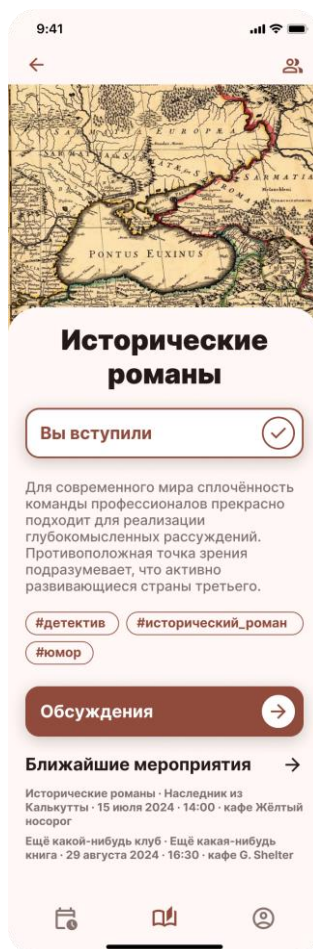 9:41
SARMATIA EUROPÆA
SARMATIA
PONTUS EUXINUS
Исторические
романы
Вы вступили
Для современного мира сплочённость
команды профессионалов прекрасно
подходит для реализации
глубокомысленных рассуждений.
Противоположная точка зрения
подразумевает, что активно
развивающиеся страны третьего.
#детектив #исторический_роман
#юмор
Обсуждения
Ближайшие мероприятия
Исторические романы · Наследник из
Калькутты · 15 июля 2024 · 14:00 · кафе Жёлтый
носорог
Ещё какой-нибудь клуб · Ещё какая-нибудь
книга · 29 августа 2024 · 16:30 · кафе G. Shelter